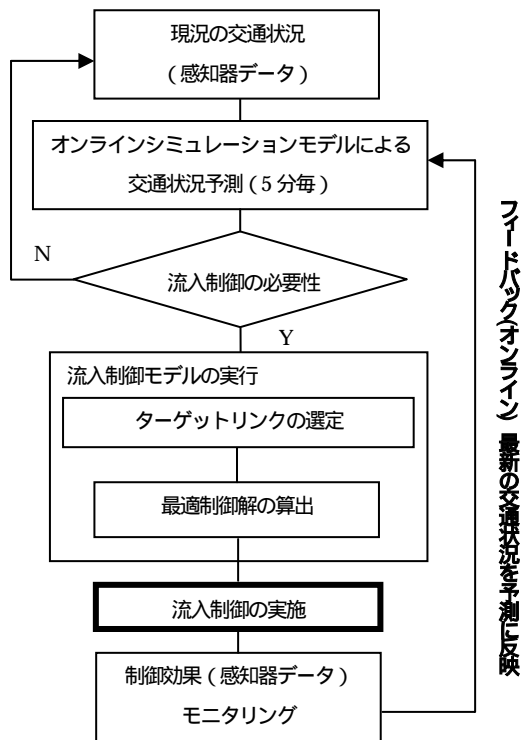 現況の交通状況
（感知器データ）
オンラインシミュレーションモデルによる
交通状況予測（5分毎）
N
流入制御の必要性
Y
流入制御モデルの実行
ターゲットリンクの選定
最適制御解の算出
流入制御の実施
制御効果（感知器データ）
モニタリング
フィードバック(オンライン) 最新の交通状況を予測に反映